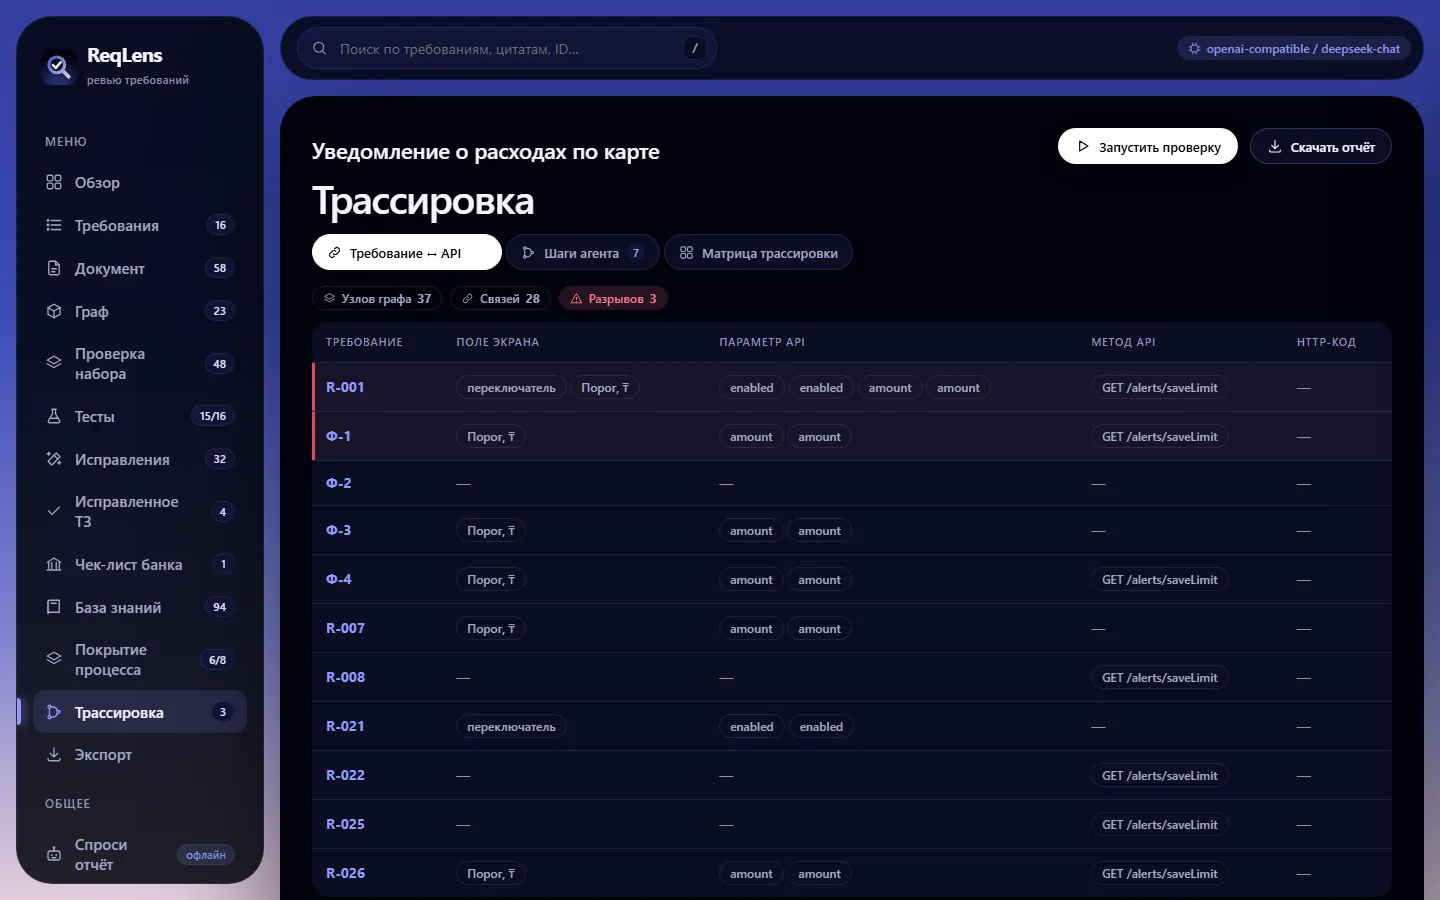 ReqLens
ревью требований
МЕНЮ
Обзор
Требования 16
Документ 58
Граф 23
Проверка
набора 48
Тесты 15/16
Исправления 32
Исправленное
ТЗ 4
Чек-лист банка 1
База знаний 94
Покрытие
процесса 6/8
Трассировка 3
Экспорт
ОБЩЕЕ
Спроси
отчёт офлайн
Поиск по требованиям, цитатам, ID... /
openai-compatible / deepseek-chat
Уведомление о расходах по карте
Запустить проверку
Скачать отчёт
Трассировка
Требование ↔ API
Шаги агента 7
Матрица трассировки
Узлов графа 37
Связей 28
Разрывов 3
ТРЕБОВАНИЕ ПОЛЕ ЭКРАНА ПАРАМЕТР API МЕТОД API HTTP-КОД
R-001 переключатель Порог, ₸ enabled enabled amount amount GET /alerts/saveLimit —
Ф-1 Порог, ₸ amount amount GET /alerts/saveLimit —
Ф-2 — — — —
Ф-3 Порог, ₸ amount amount — —
Ф-4 Порог, ₸ amount amount GET /alerts/saveLimit —
R-007 Порог, ₸ amount amount — —
R-008 — — GET /alerts/saveLimit —
R-021 переключатель enabled enabled — —
R-022 — — GET /alerts/saveLimit —
R-025 — — GET /alerts/saveLimit —
R-026 Порог, ₸ amount amount GET /alerts/saveLimit —